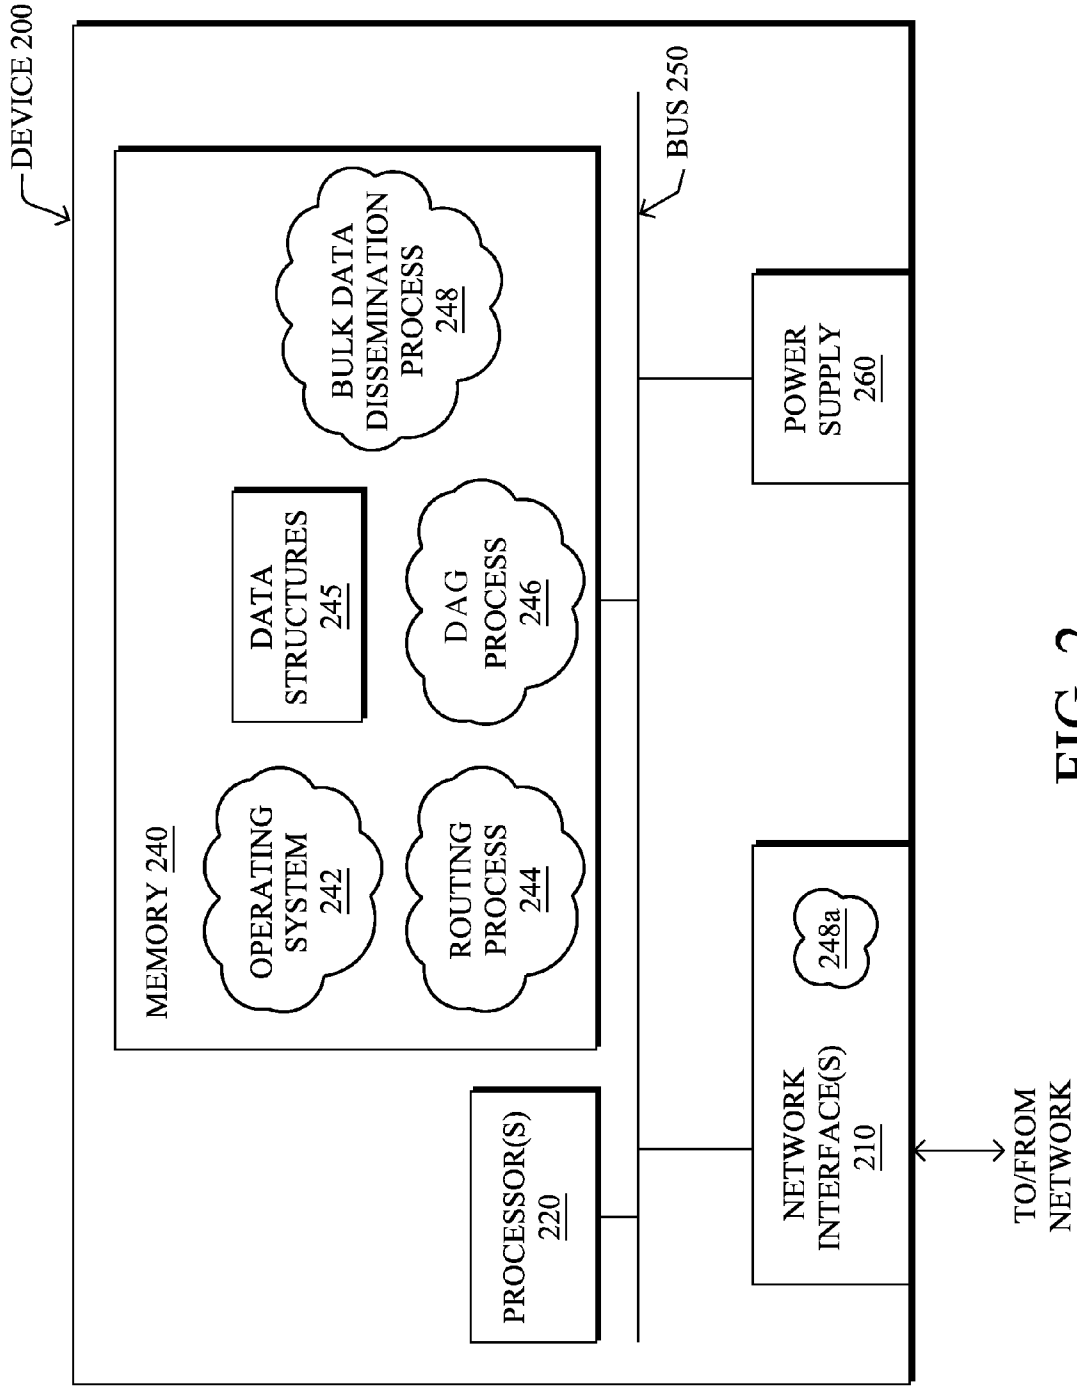 DEVICE 200
MEMORY 240
OPERATING
SYSTEM
242
DATA
STRUCTURES
245
BULK DATA
DISSEMINATION
PROCESS
248
ROUTING
PROCESS
244
DAG
PROCESS
246
PROCESSOR(S)
220
BUS 250
NETWORK
INTERFACE(S)
210
248a
POWER
SUPPLY
260
TO/FROM
NETWORK
FIG. 2